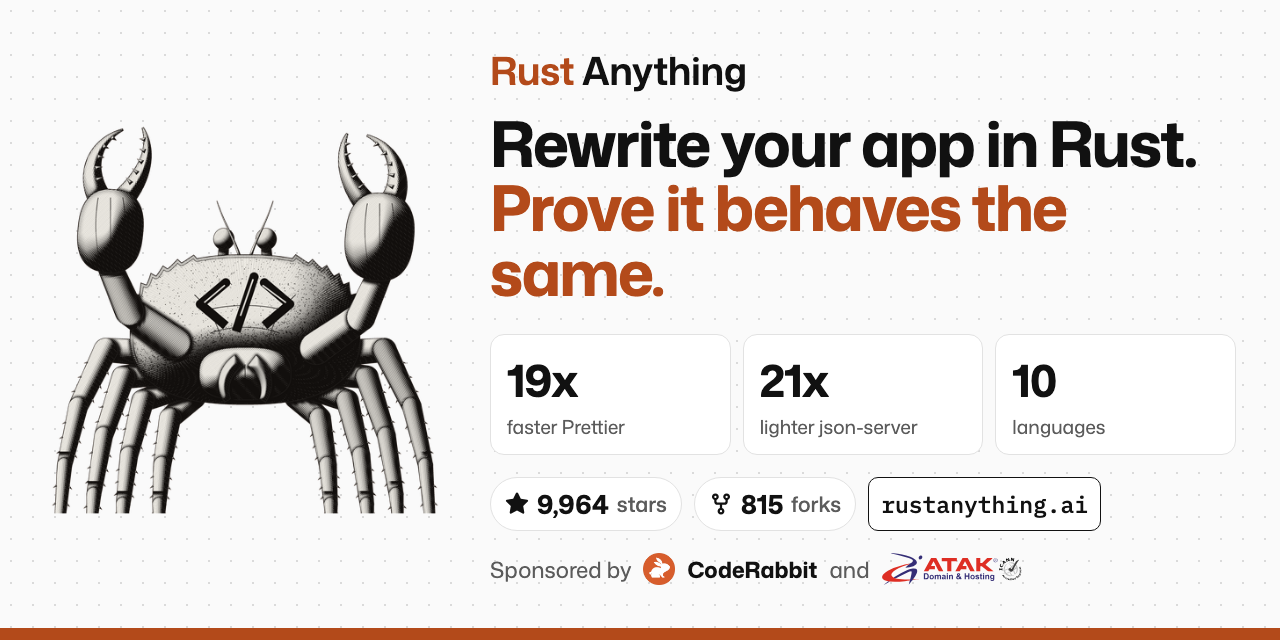 Rust Anything
Rewrite your app in Rust.
Prove it behaves the
same.
19x
faster Prettier
21x
lighter json-server
10
languages
9,964 stars
815 forks
rustanything.ai
Sponsored by CodeRabbit and ATAK
Domain & Hosting